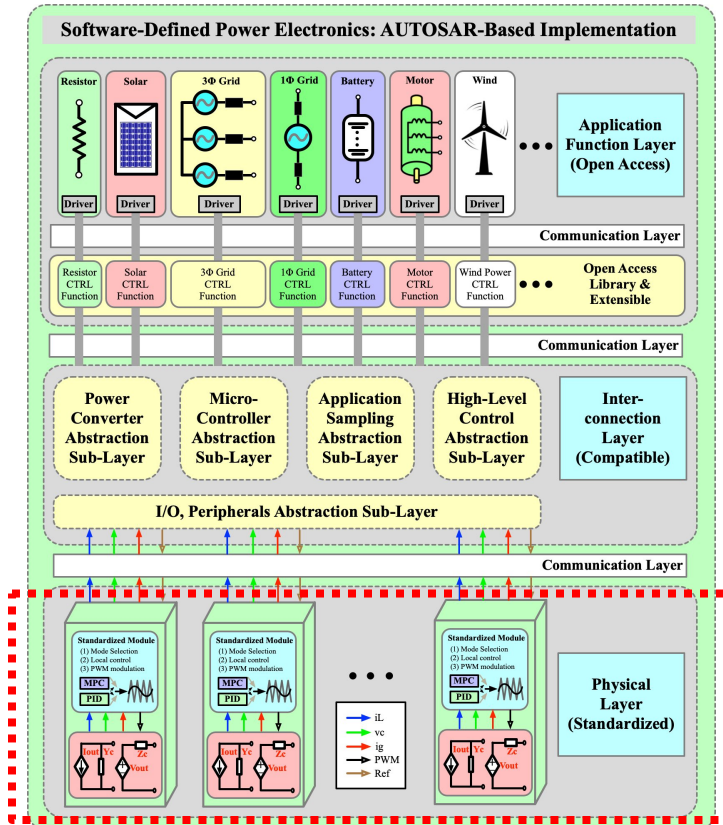 Software-Defined Power Electronics: AUTOSAR-Based Implementation
Resistor
Solar
3Φ Grid
1Φ Grid
Battery
Motor
Wind
Application
Function Layer
(Open Access)
Driver
Driver
Driver
Driver
Driver
Driver
Driver
Communication Layer
Resistor
CTRL
Function
Solar
CTRL
Function
3Φ Grid
CTRL
Function
1Φ Grid
CTRL
Function
Battery
CTRL
Function
Motor
CTRL
Function
Wind Power
CTRL
Function
Open Access
Library &
Extensible
Communication Layer
Power
Converter
Abstraction
Sub-Layer
Micro-
Controller
Abstraction
Sub-Layer
Application
Sampling
Abstraction
Sub-Layer
High-Level
Control
Abstraction
Sub-Layer
Inter-
connection
Layer
(Compatible)
I/O, Peripherals Abstraction Sub-Layer
Communication Layer
Standardized Module
(1) Mode Selection
(2) Local control
(3) PWM modulation
MPC
PID
Iout
Yc
Zc
Vout
Standardized Module
(1) Mode Selection
(2) Local control
(3) PWM modulation
MPC
PID
Iout
Yc
Zc
Vout
iL
vc
ig
PWM
Ref
Standardized Module
(1) Mode Selection
(2) Local control
(3) PWM modulation
MPC
PID
Iout
Yc
Zc
Vout
Physical
Layer
(Standardized)